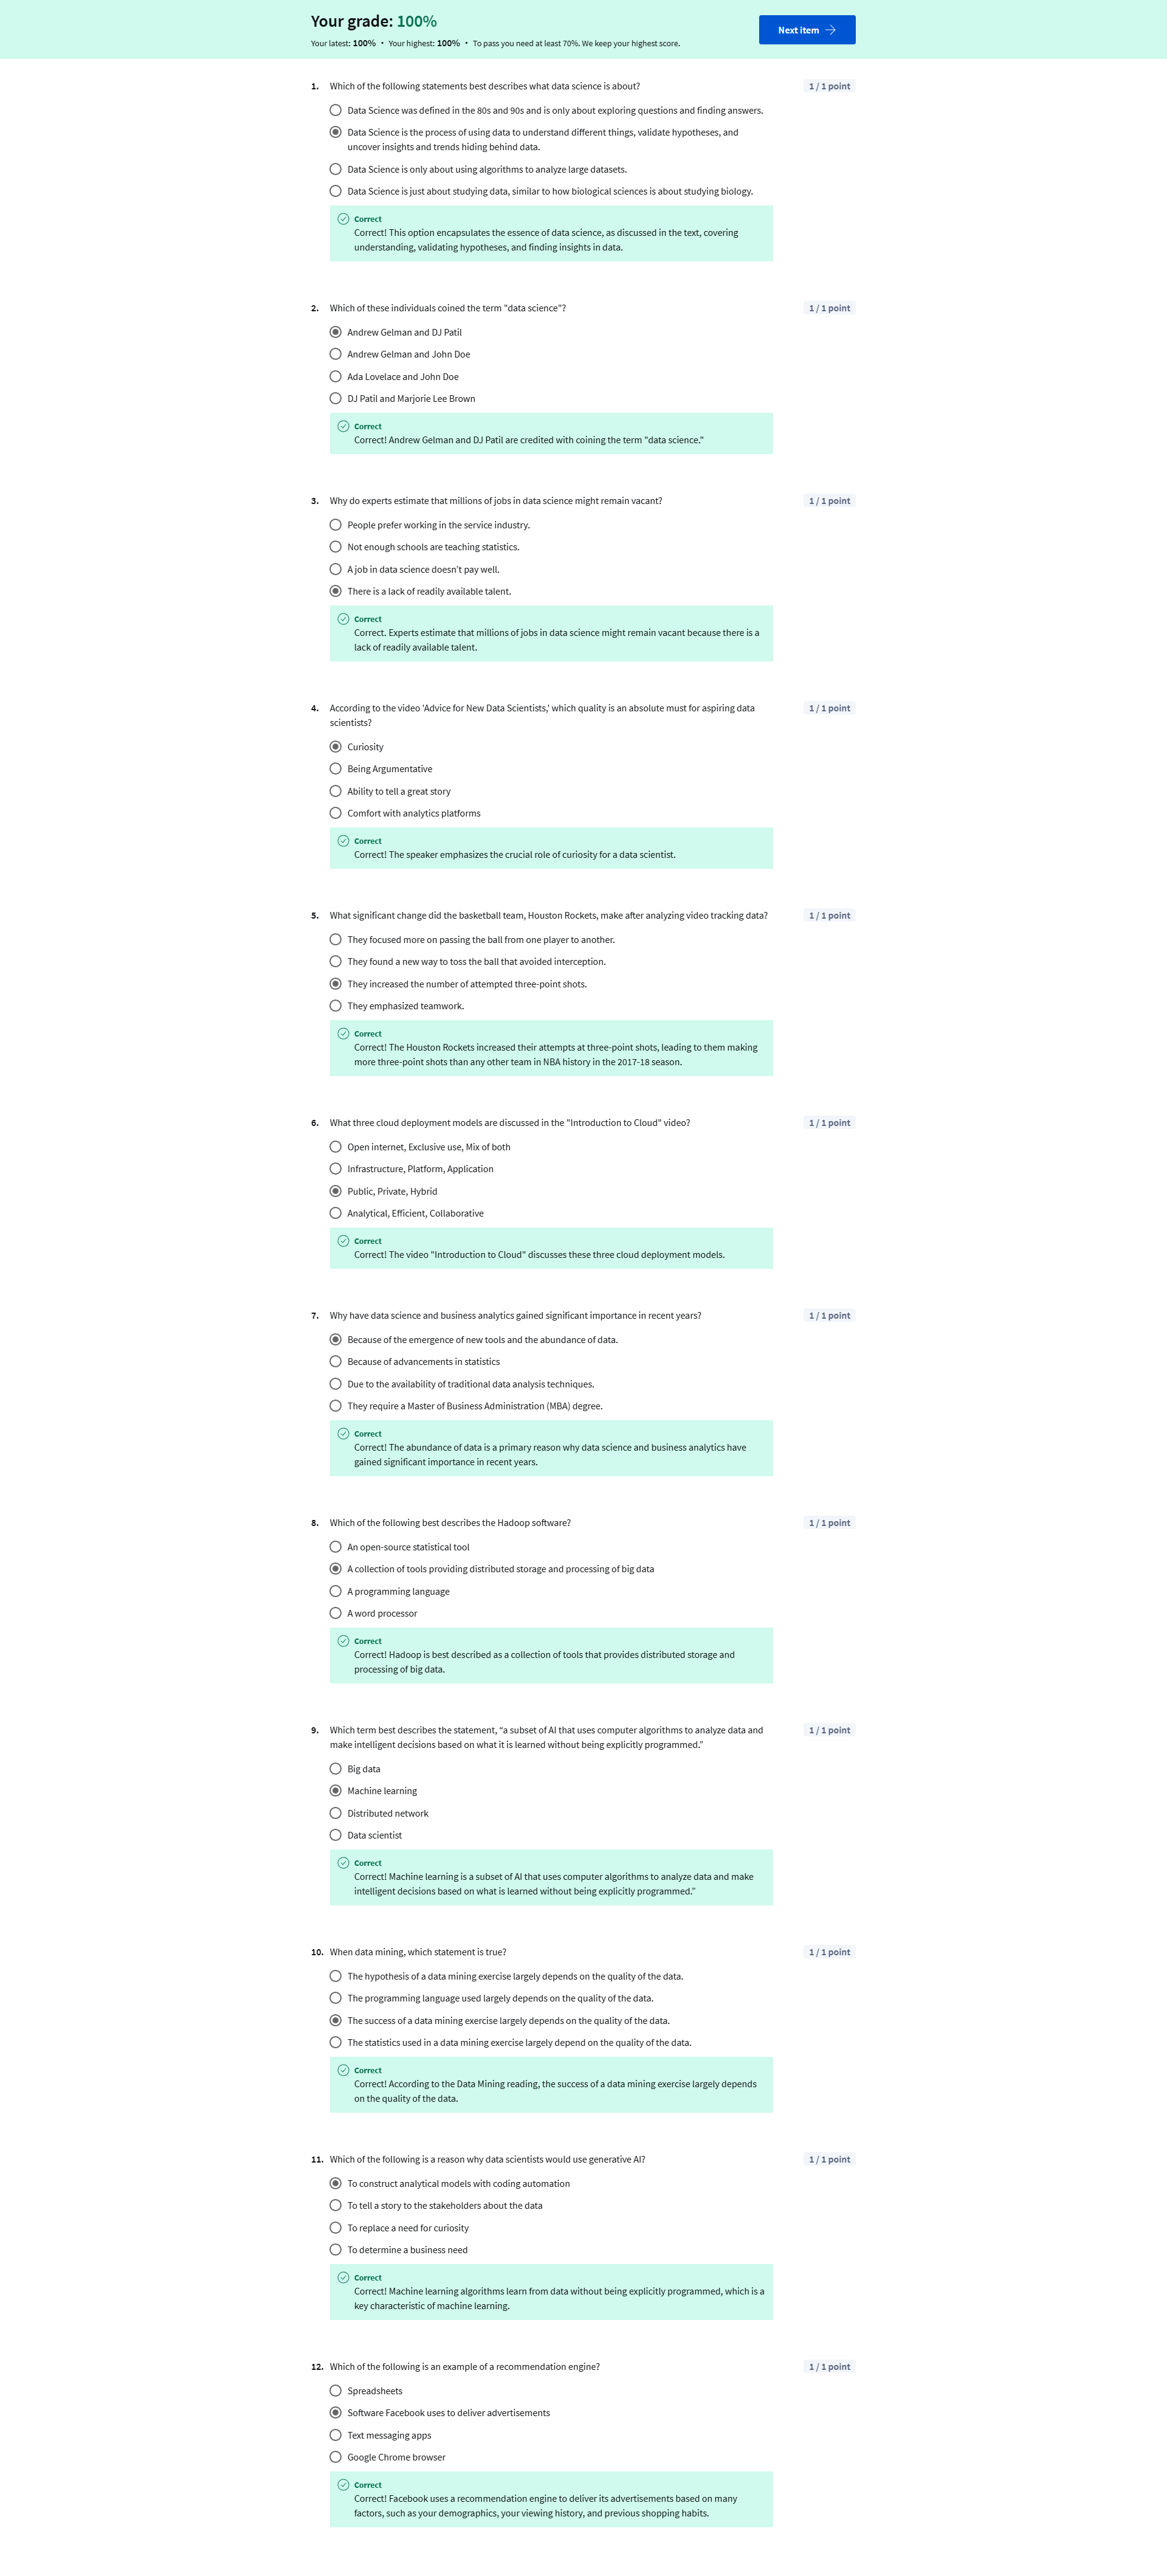 Your grade: 100%
Your latest: 100% • Your highest: 100% • To pass you need at least 70%. We keep your highest score.
Next item
1. Which of the following statements best describes what data science is about?
1 / 1 point
Data Science was defined in the 80s and 90s and is only about exploring questions and finding answers.
Data Science is the process of using data to understand different things, validate hypotheses, and
uncover insights and trends hiding behind data.
Data Science is only about using algorithms to analyze large datasets.
Data Science is just about studying data, similar to how biological sciences is about studying biology.
Correct
Correct! This option encapsulates the essence of data science, as discussed in the text, covering
understanding, validating hypotheses, and finding insights in data.
2. Which of these individuals coined the term "data science"?
1 / 1 point
Andrew Gelman and DJ Patil
Andrew Gelman and John Doe
Ada Lovelace and John Doe
DJ Patil and Marjorie Lee Brown
Correct
Correct! Andrew Gelman and DJ Patil are credited with coining the term "data science."
3. Why do experts estimate that millions of jobs in data science might remain vacant?
1 / 1 point
People prefer working in the service industry.
Not enough schools are teaching statistics.
A job in data science doesn't pay well.
There is a lack of readily available talent.
Correct
Correct. Experts estimate that millions of jobs in data science might remain vacant because there is a
lack of readily available talent.
4. According to the video 'Advice for New Data Scientists,' which quality is an absolute must for aspiring data
scientists?
1 / 1 point
Curiosity
Being Argumentative
Ability to tell a great story
Comfort with analytics platforms
Correct
Correct! The speaker emphasizes the crucial role of curiosity for a data scientist.
5. What significant change did the basketball team, Houston Rockets, make after analyzing video tracking data?
1 / 1 point
They focused more on passing the ball from one player to another.
They found a new way to toss the ball that avoided interception.
They increased the number of attempted three-point shots.
They emphasized teamwork.
Correct
Correct! The Houston Rockets increased their attempts at three-point shots, leading to them making
more three-point shots than any other team in NBA history in the 2017-18 season.
6. What three cloud deployment models are discussed in the "Introduction to Cloud" video?
1 / 1 point
Open internet, Exclusive use, Mix of both
Infrastructure, Platform, Application
Public, Private, Hybrid
Analytical, Efficient, Collaborative
Correct
Correct! The video "Introduction to Cloud" discusses these three cloud deployment models.
7. Why have data science and business analytics gained significant importance in recent years?
1 / 1 point
Because of the emergence of new tools and the abundance of data.
Because of advancements in statistics
Due to the availability of traditional data analysis techniques.
They require a Master of Business Administration (MBA) degree.
Correct
Correct! The abundance of data is a primary reason why data science and business analytics have
gained significant importance in recent years.
8. Which of the following best describes the Hadoop software?
1 / 1 point
An open-source statistical tool
A collection of tools providing distributed storage and processing of big data
A programming language
A word processor
Correct
Correct! Hadoop is best described as a collection of tools that provides distributed storage and
processing of big data.
9. Which term best describes the statement, “a subset of AI that uses computer algorithms to analyze data and
make intelligent decisions based on what it is learned without being explicitly programmed.”
1 / 1 point
Big data
Machine learning
Distributed network
Data scientist
Correct
Correct! Machine learning is a subset of AI that uses computer algorithms to analyze data and make
intelligent decisions based on what is learned without being explicitly programmed.”
10. When data mining, which statement is true?
1 / 1 point
The hypothesis of a data mining exercise largely depends on the quality of the data.
The programming language used largely depends on the quality of the data.
The success of a data mining exercise largely depends on the quality of the data.
The statistics used in a data mining exercise largely depend on the quality of the data.
Correct
Correct! According to the Data Mining reading, the success of a data mining exercise largely depends
on the quality of the data.
11. Which of the following is a reason why data scientists would use generative AI?
1 / 1 point
To construct analytical models with coding automation
To tell a story to the stakeholders about the data
To replace a need for curiosity
To determine a business need
Correct
Correct! Machine learning algorithms learn from data without being explicitly programmed, which is a
key characteristic of machine learning.
12. Which of the following is an example of a recommendation engine?
1 / 1 point
Spreadsheets
Software Facebook uses to deliver advertisements
Text messaging apps
Google Chrome browser
Correct
Correct! Facebook uses a recommendation engine to deliver its advertisements based on many
factors, such as your demographics, your viewing history, and previous shopping habits.